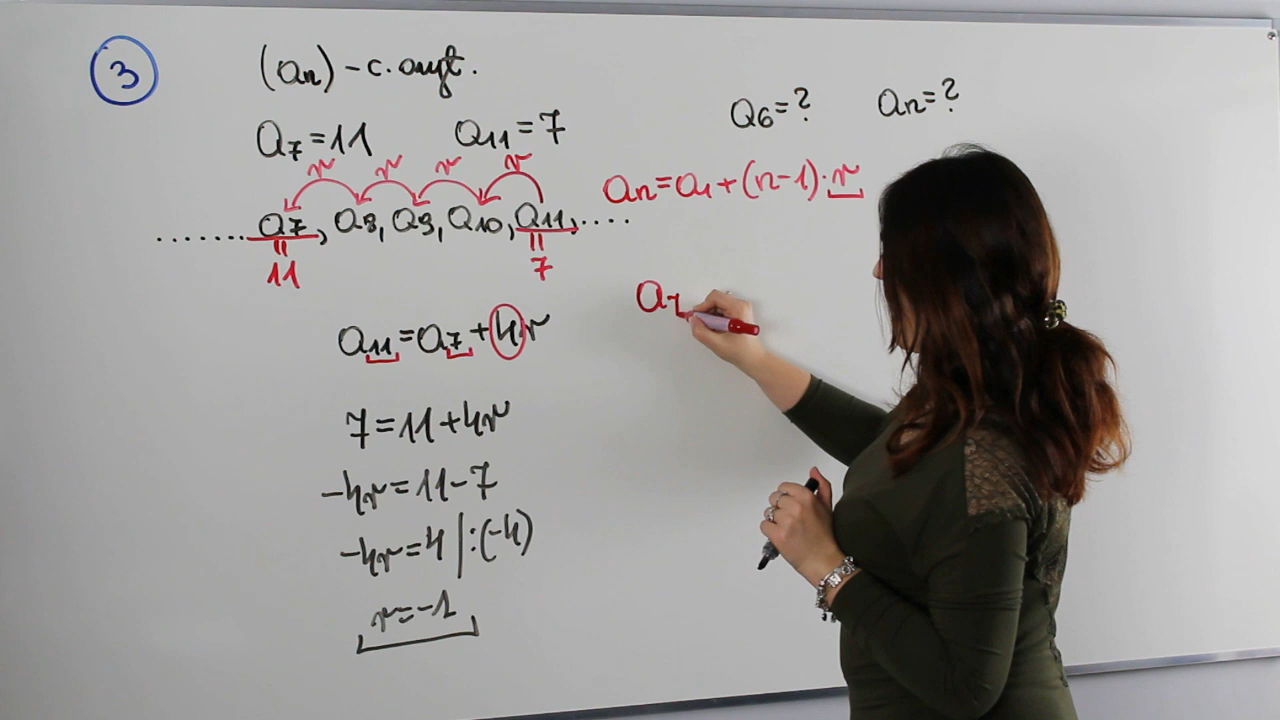 3 (an) - c. aryt.
a7 = 11 a11 = 7 a6 = ? an = ?
r r r r
an = a1 + (n-1)·r
....... a7, a8, a9, a10, a11, ....
11 7
a7
a11 = a7 + 4r
7 = 11 + 4r
-4r = 11 - 7
-4r = 4 | :(-4)
r = -1